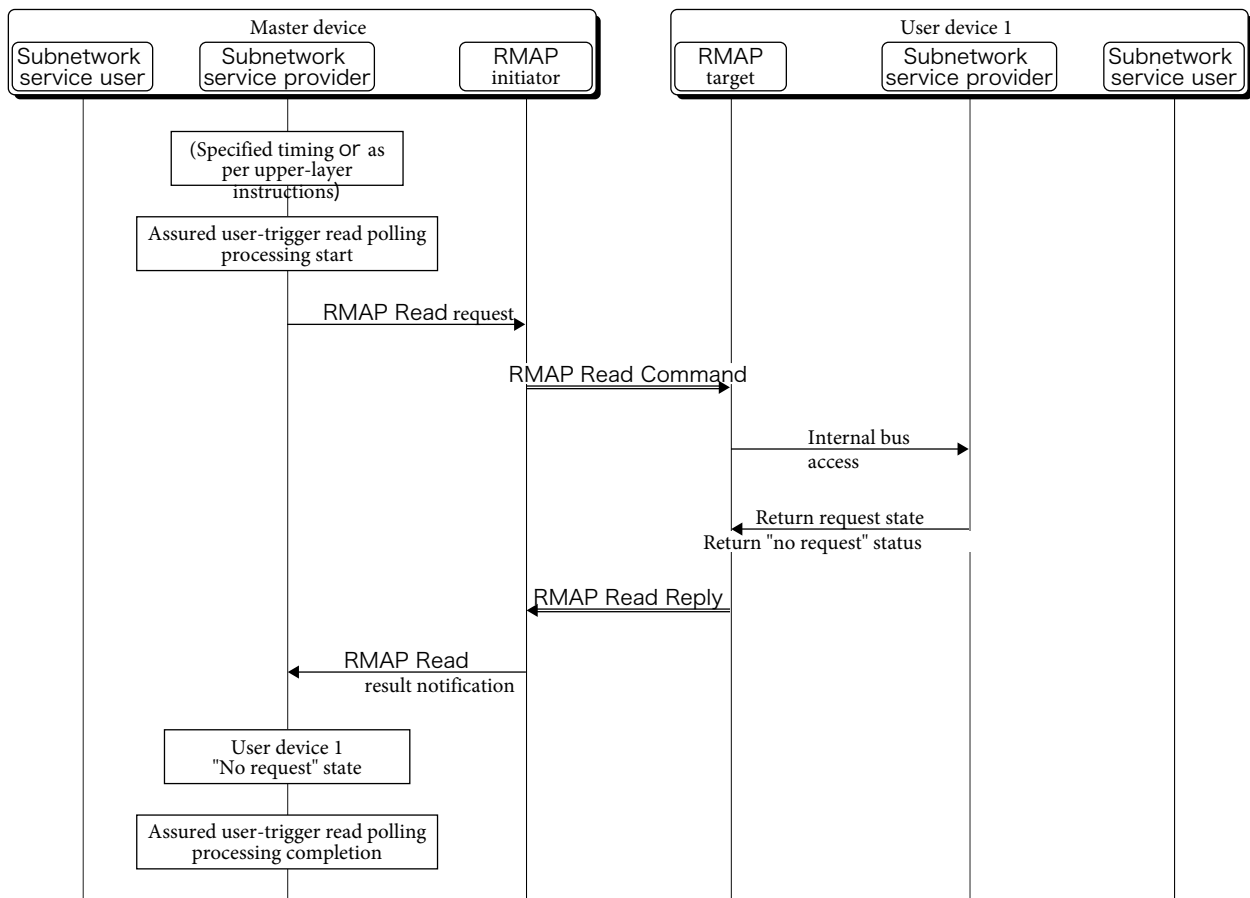 Master device
User device 1
Subnetwork
service user
Subnetwork
service provider
RMAP
initiator
RMAP
target
Subnetwork
service provider
Subnetwork
service user
(Specified timing or as
per upper-layer
instructions)
Assured user-trigger read polling
processing start
RMAP Read request
RMAP Read Command
Internal bus
access
Return request state
Return "no request" status
RMAP Read Reply
RMAP Read
result notification
User device 1
"No request" state
Assured user-trigger read polling
processing completion